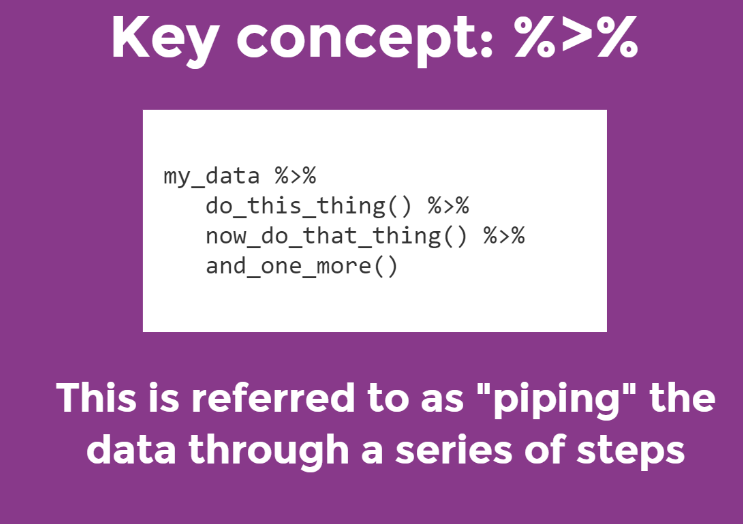 Key concept: %>%
my_data %>%
do_this_thing() %>%
now_do_that_thing() %>%
and_one_more()
This is referred to as "piping" the
data through a series of steps